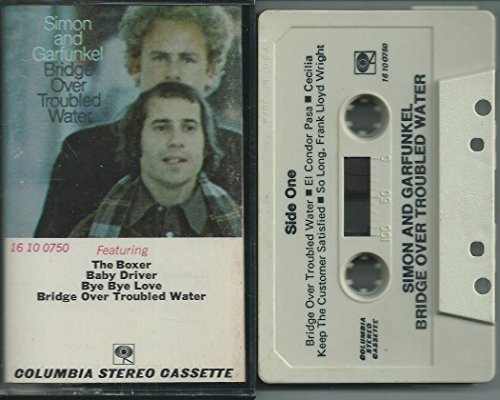 Simon
and
Garfunkel
Bridge
Over
Troubled
Water
16 10 0750
Featuring
The Boxer
Baby Driver
Bye Bye Love
Bridge Over Troubled Water
COLUMBIA STEREO CASSETTE
16 10 0750
Side One
Bridge Over Troubled Water ■ El Condor Pasa ■ Cecilia
Keep The Customer Satisfied ■ So Long, Frank Lloyd Wright
100 50 0
SIMON AND GARFUNKEL
BRIDGE OVER TROUBLED WATER
COLUMBIA
STEREO
CASSETTE